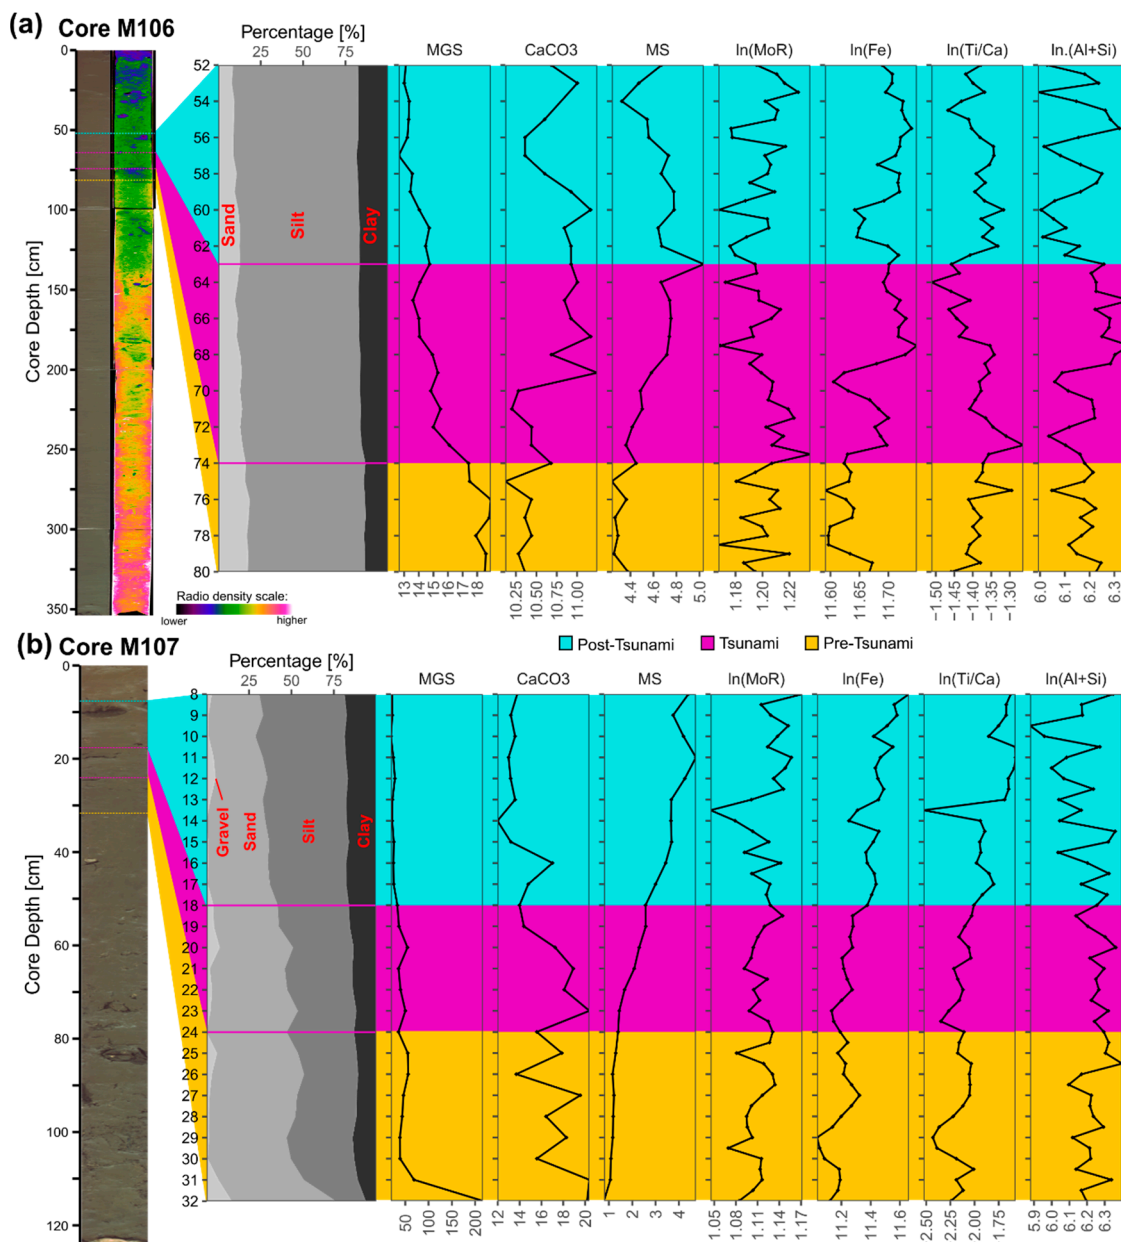 (a) Core M106
Percentage [%]
25 50 75
MGS CaCO3 MS ln(MoR) ln(Fe) ln(Ti/Ca) ln.(Al+Si)
Core Depth [cm]
0
50
100
150
200
250
300
350
52
54
56
58
60
62
64
66
68
70
72
74
76
78
80
Sand Silt Clay
13 14 15 16 17 18
10.25 10.50 10.75 11.00
4.4 4.6 4.8 5.0
1.18 1.20 1.22
11.60 11.65 11.70
−1.50 −1.45 −1.40 −1.35 −1.30
6.0 6.1 6.2 6.3
Radio density scale:
lower higher
Post-Tsunami Tsunami Pre-Tsunami
(b) Core M107
Percentage [%]
25 50 75
MGS CaCO3 MS ln(MoR) ln(Fe) ln(Ti/Ca) ln(Al+Si)
Core Depth [cm]
0
20
40
60
80
100
120
8
9
10
11
12
13
14
15
16
17
18
19
20
21
22
23
24
25
26
27
28
29
30
31
32
Gravel Sand Silt Clay
50 100 150 200
12 14 16 18 20
1 2 3 4
1.05 1.08 1.11 1.14 1.17
11.2 11.4 11.6
2.50 2.25 2.00 1.75
5.9 6.0 6.1 6.2 6.3